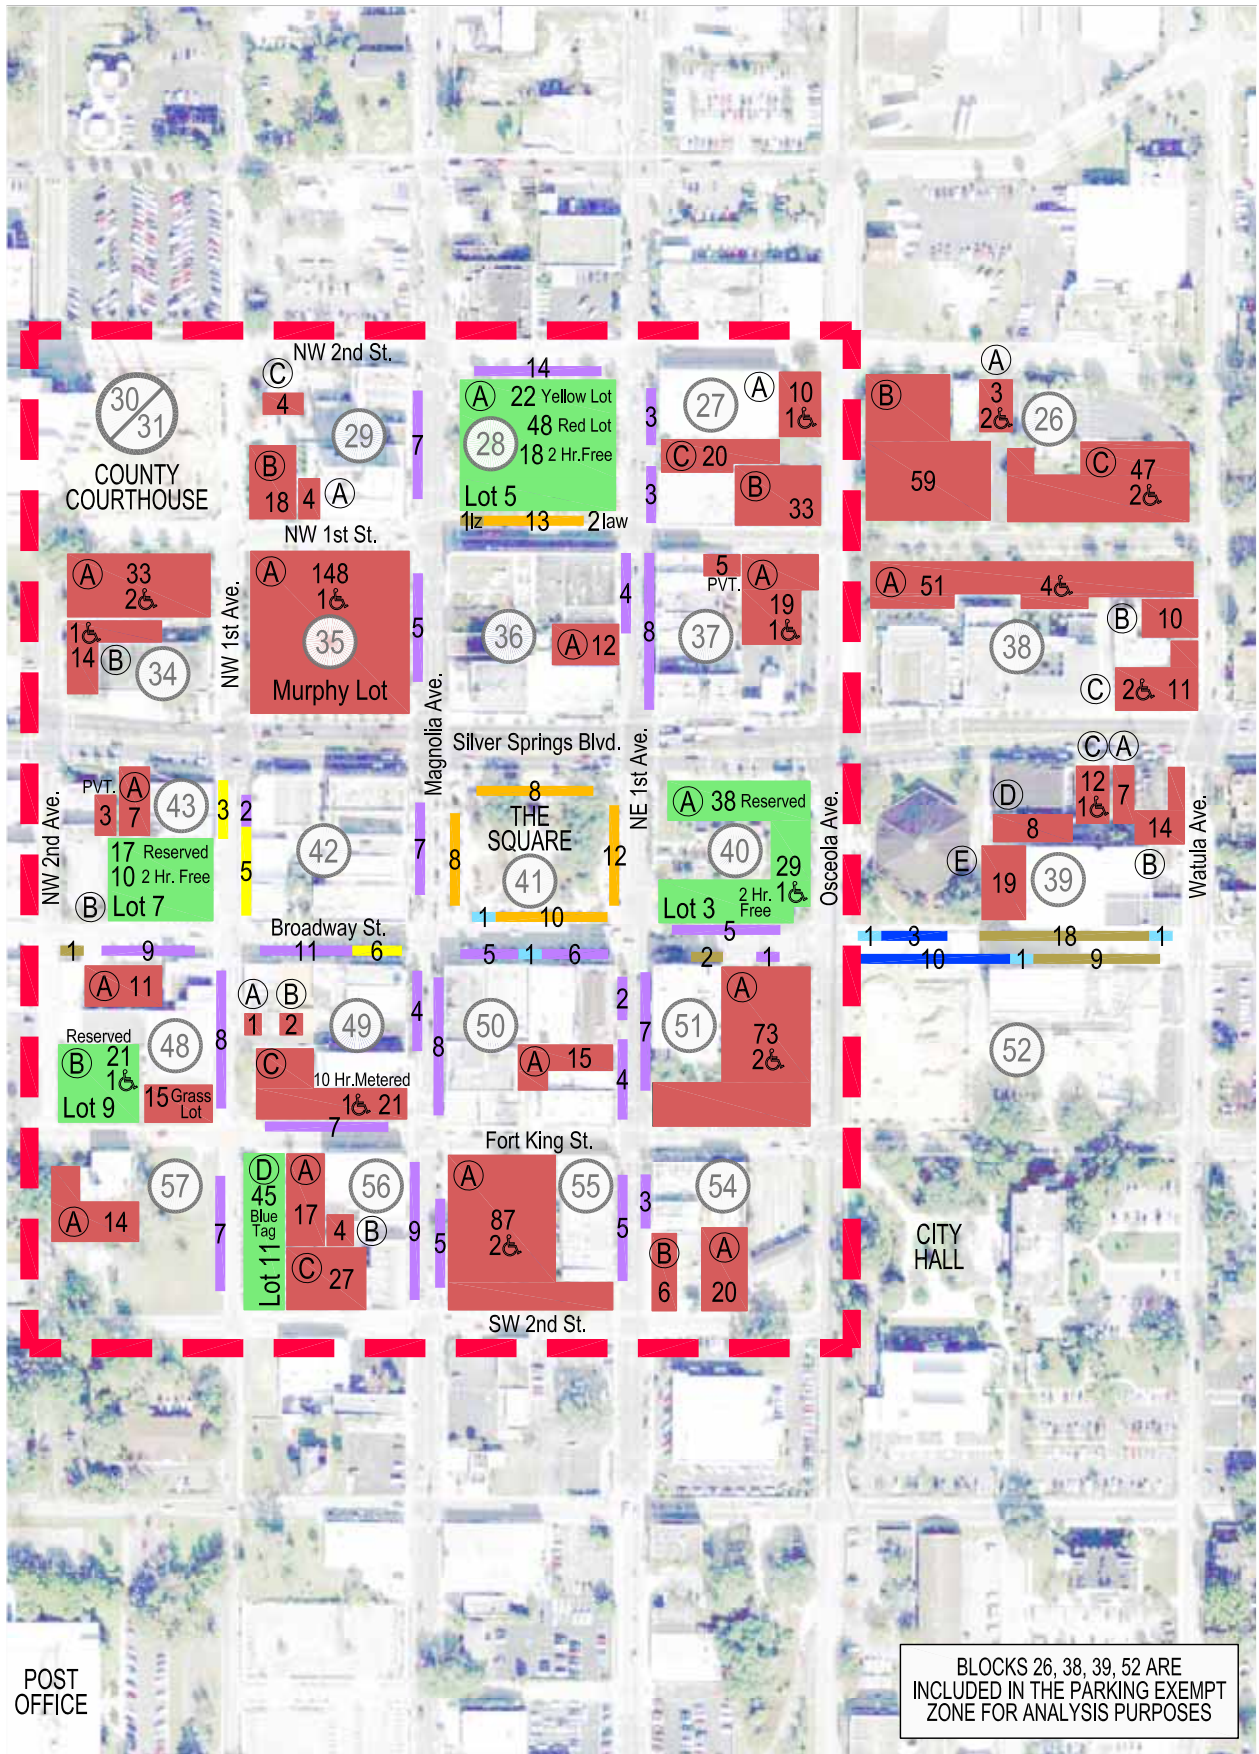 NW 2nd St.
30
31
COUNTY
COURTHOUSE
C
4
29
B
18
4
A
7
14
A 22 Yellow Lot
28
48 Red Lot
18 2 Hr.Free
Lot 5
1lz 13 2law
3
27
A
10
1
C 20
B
33
3
B
59
A
3
2
26
C
47
2
NW 1st St.
A 33
2
1
14
B
34
NW 1st Ave.
A 148
1
35
Murphy Lot
5
Magnolia Ave.
36
A 12
4
8
5
PVT.
A
19
1
37
A 51
4
38
B
10
C
2 11
Silver Springs Blvd.
NW 2nd Ave.
PVT.
3
A
7
43
17 Reserved
10 2 Hr. Free
B
Lot 7
3
2
5
42
7
8
THE
SQUARE
41
8
12
1 10
NE 1st Ave.
A 38 Reserved
40
29
1
2 Hr.
Free
Lot 3
Osceola Ave.
C A
12
1
7
D
8
14
B
E
19
39
Watula Ave.
Broadway St.
1 9
11 6
5 1 6
5
2 1
1 3 18 1
10 1 9
A 11
Reserved
B 21
1
Lot 9
48
15 Grass
Lot
8
A
1
B
2
49
C
10 Hr.Metered
1 21
7
4
8
50
A 15
2
4
7
51
A
73
2
52
Fort King St.
57
A 14
7
D
45
Blue
Tag
Lot 11
A
17
4
B
56
C
27
9
5
A
87
2
55
5
3
54
B
6
A
20
CITY
HALL
SW 2nd St.
POST
OFFICE
BLOCKS 26, 38, 39, 52 ARE
INCLUDED IN THE PARKING EXEMPT
ZONE FOR ANALYSIS PURPOSES